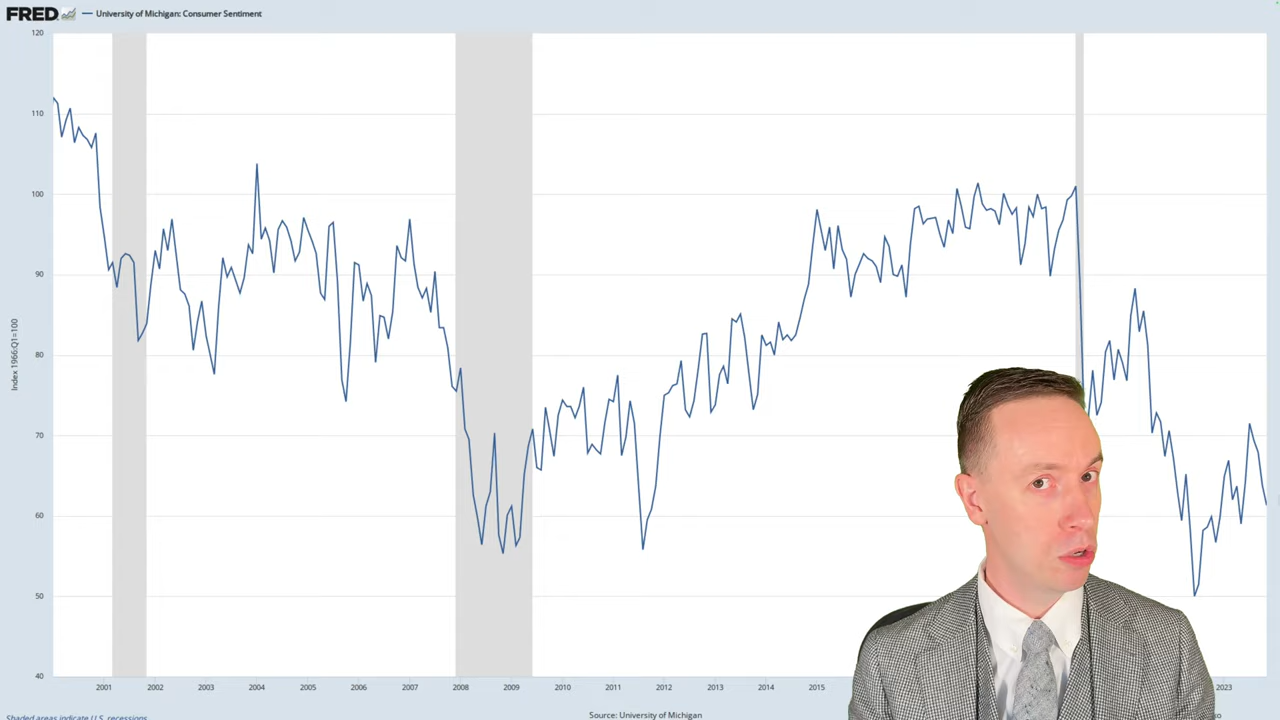 FRED
University of Michigan: Consumer Sentiment
120
110
100
90
80
70
60
50
40
Index 1966:Q1=100
2001 2002 2003 2004 2005 2006 2007 2008 2009 2010 2011 2012 2013 2014 2015 2023
Source: University of Michigan
Shaded areas indicate U.S. recessions.